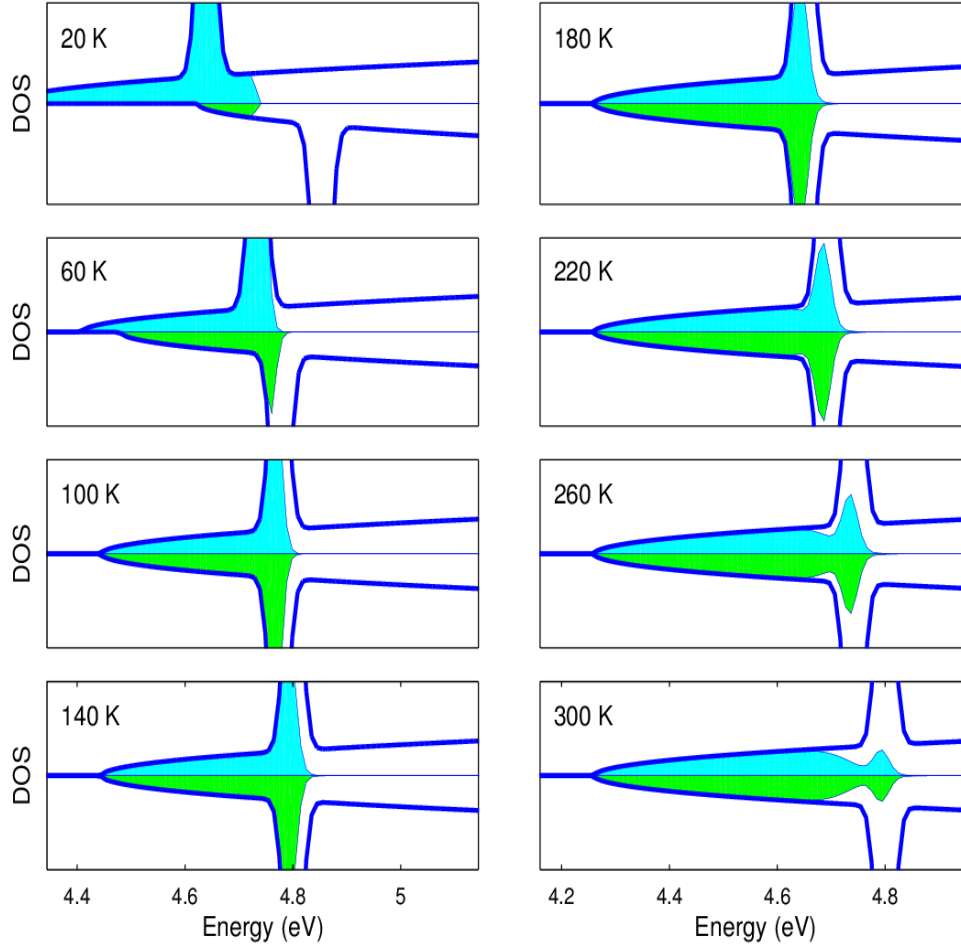 20 K
180 K
DOS
60 K
220 K
DOS
100 K
260 K
DOS
140 K
300 K
DOS
4.4 4.6 4.8 5
4.2 4.4 4.6 4.8
Energy (eV)
Energy (eV)